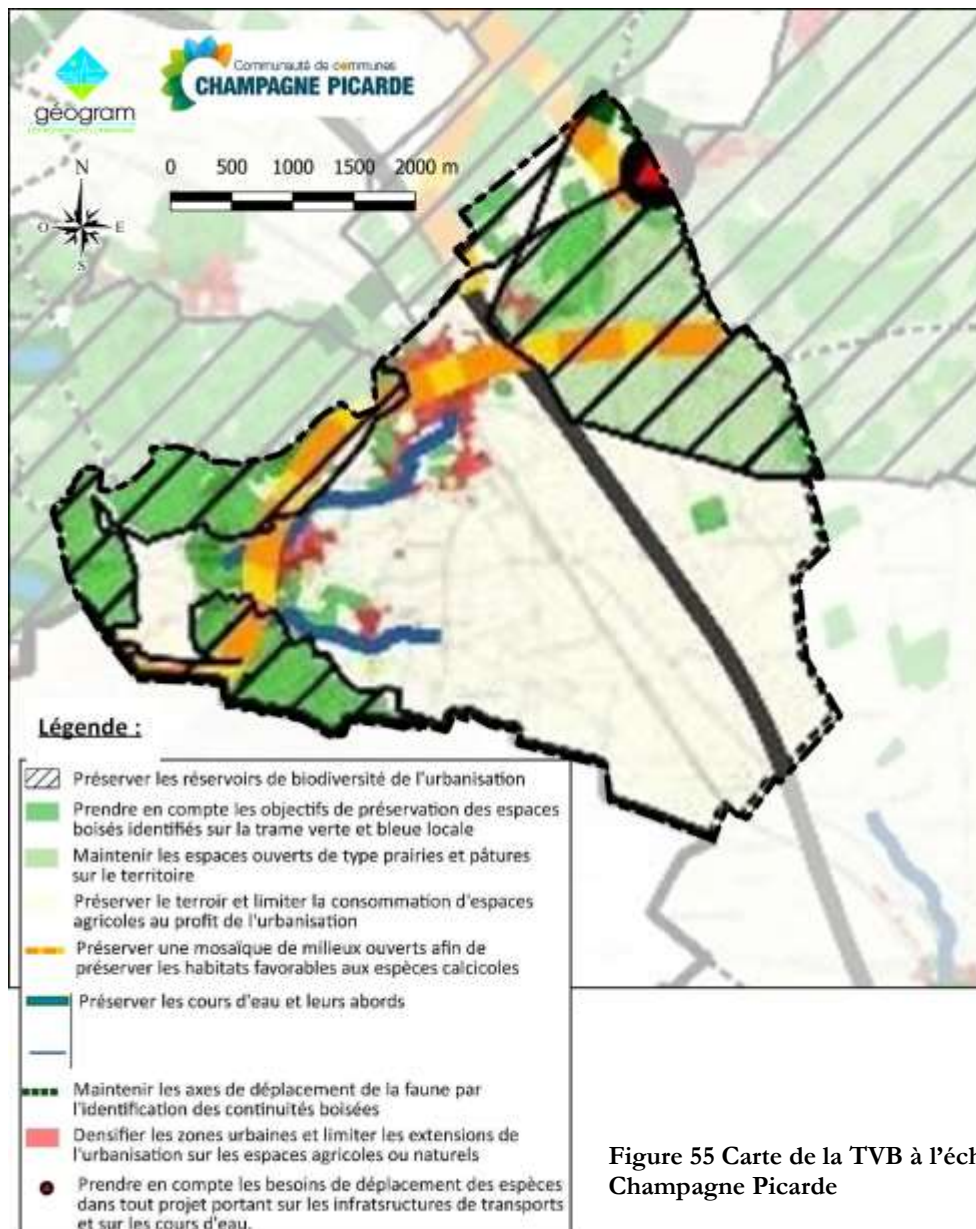 géogram
Communauté de communes
CHAMPAGNE PICARDE
N
O
E
S
0 500 1000 1500 2000 m
Légende :
Préserver les réservoirs de biodiversité de l'urbanisation
Prendre en compte les objectifs de préservation des espaces
boisés identifiés sur la trame verte et bleue locale
Maintenir les espaces ouverts de type prairies et pâtures
sur le territoire
Préserver le terroir et limiter la consommation d'espaces
agricoles au profit de l'urbanisation
Préserver une mosaïque de milieux ouverts afin de
préserver les habitats favorables aux espèces calcicoles
Préserver les cours d'eau et leurs abords
Maintenir les axes de déplacement de la faune par
l'identification des continuités boisées
Densifier les zones urbaines et limiter les extensions de
l'urbanisation sur les espaces agricoles ou naturels
Prendre en compte les besoins de déplacement des espèces
dans tout projet portant sur les infratsructures de transports
et sur les cours d'eau.
Figure 55 Carte de la TVB à l'éch
Champagne Picarde